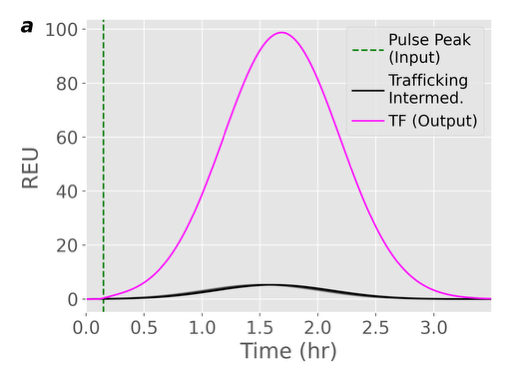 a
100
80
60
40
20
0
REU
0.0 0.5 1.0 1.5 2.0 2.5 3.0
Time (hr)
Pulse Peak
(Input)
Trafficking
Intermed.
TF (Output)